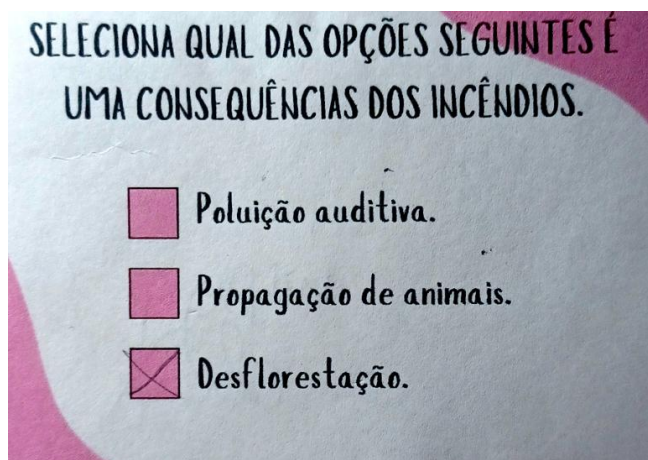 SELECIONA QUAL DAS OPÇÕES SEGUINTES É
UMA CONSEQUÊNCIAS DOS INCÊNDIOS.
Poluição auditiva.
Propagação de animais.
Desflorestação.